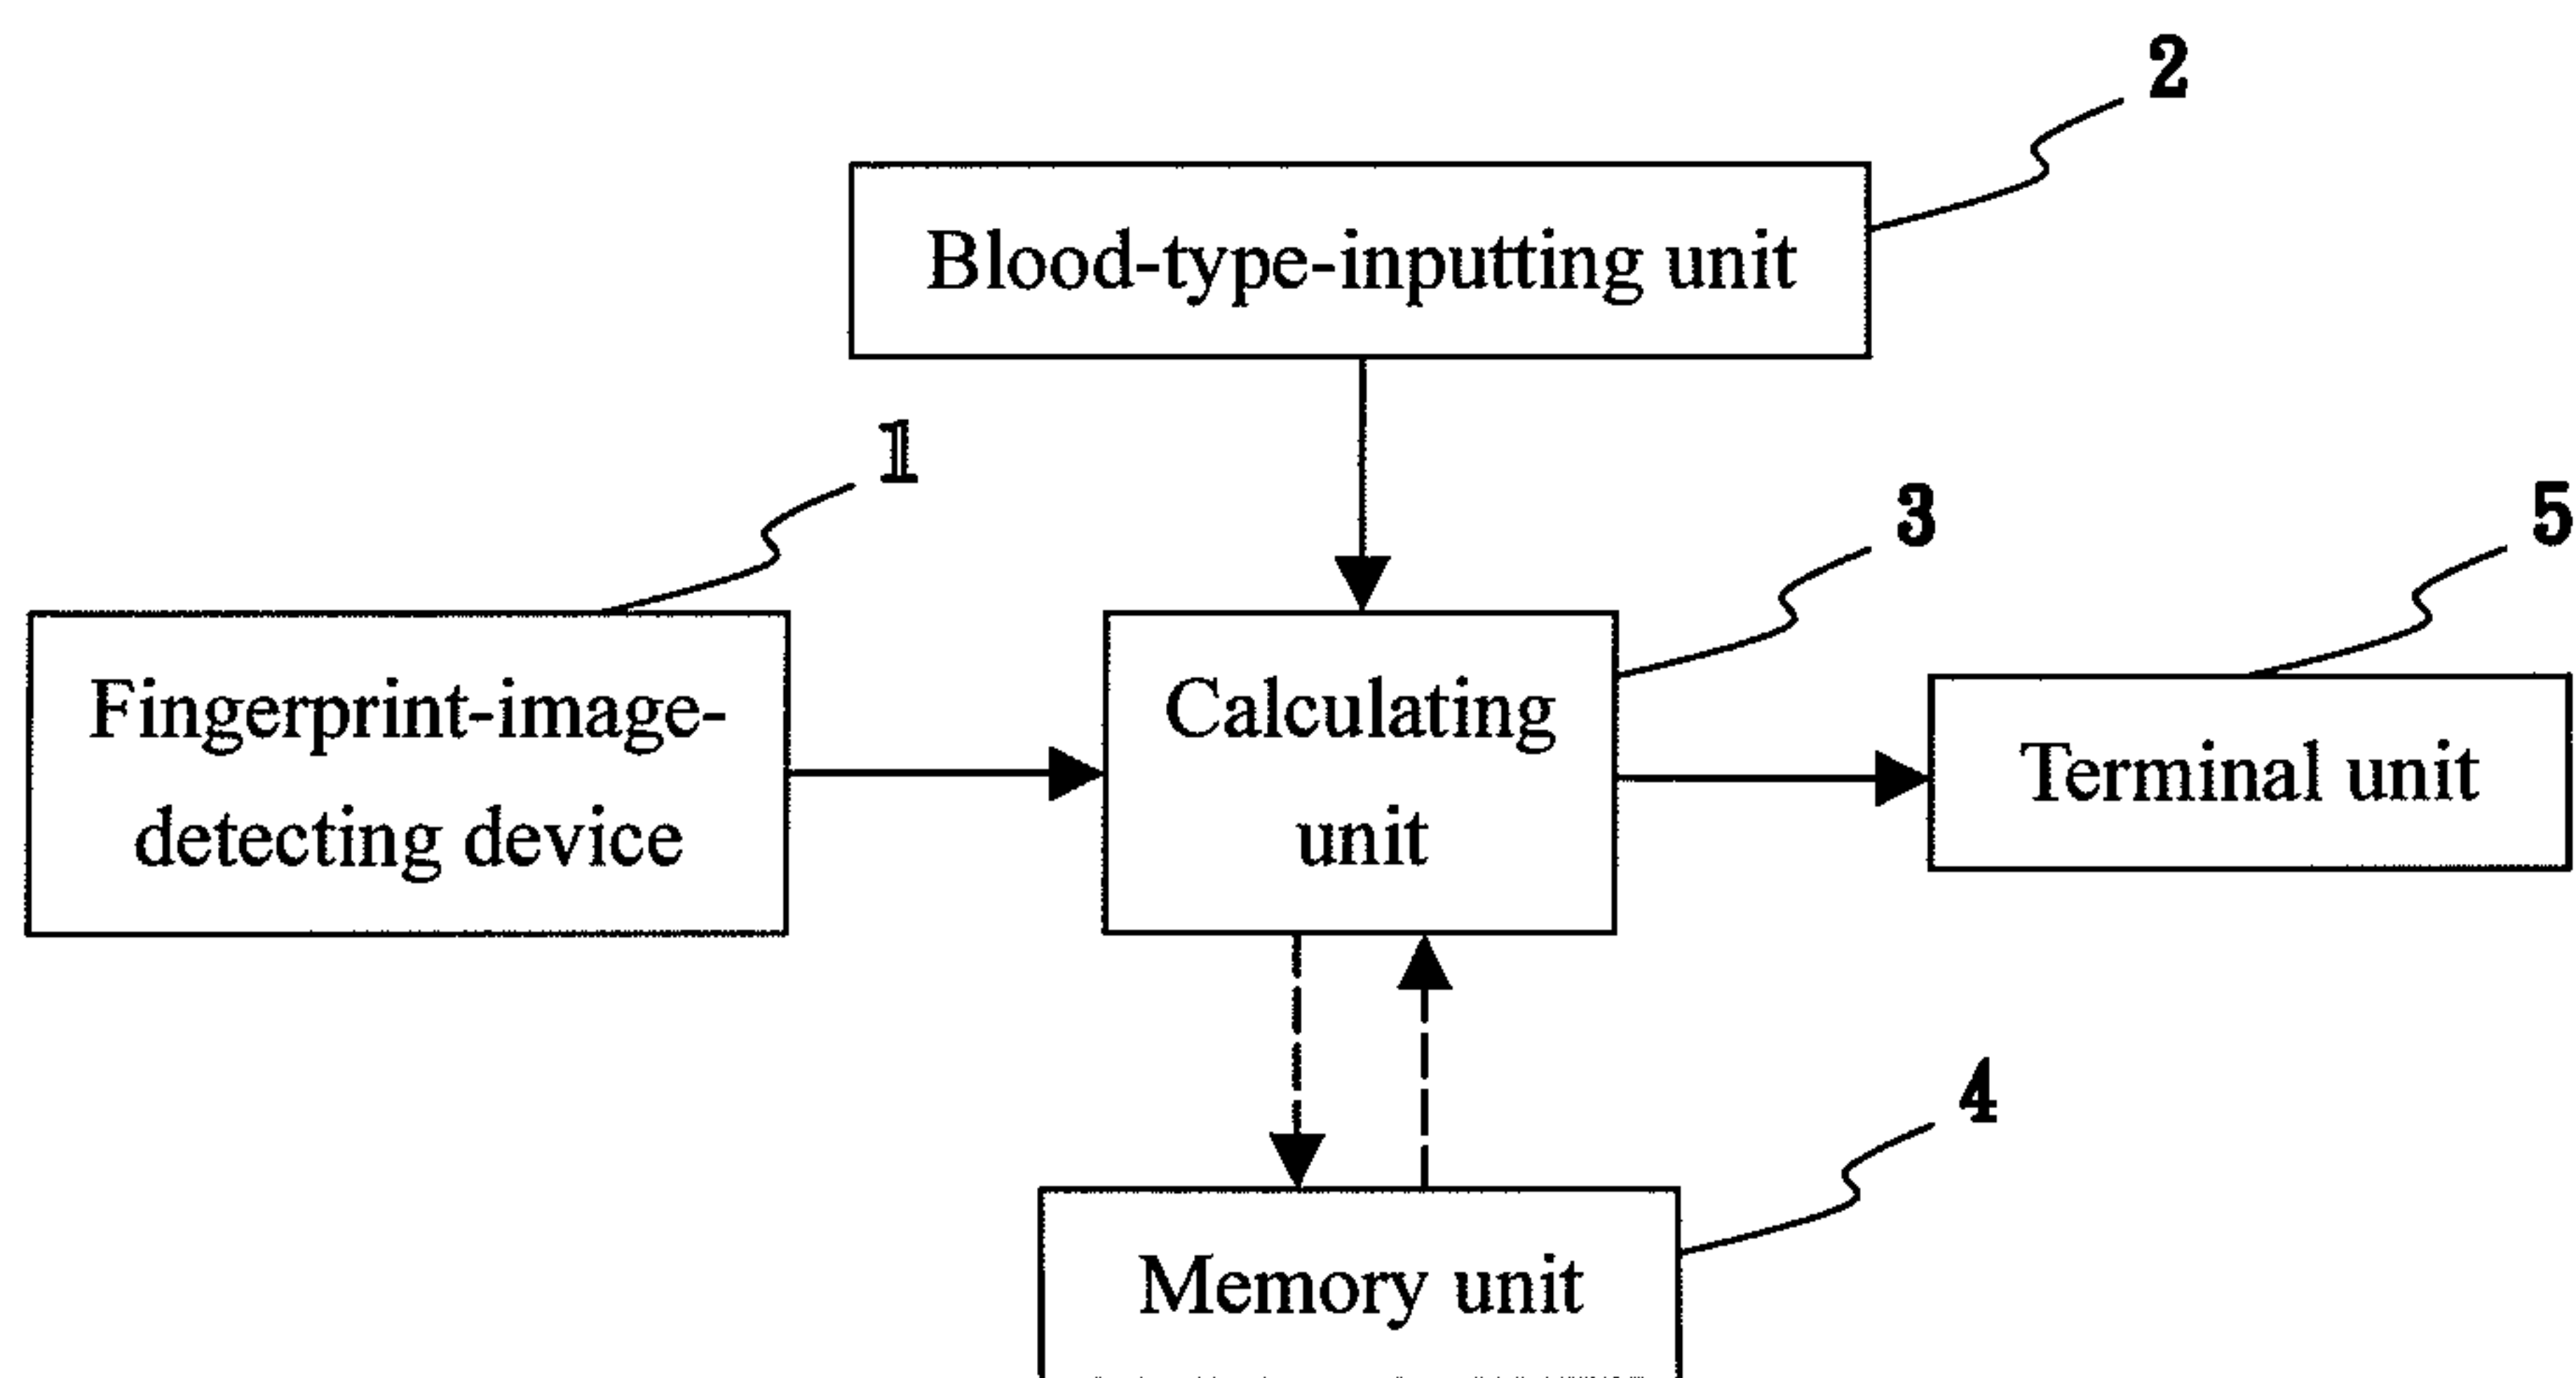 2
Blood-type-inputting unit
1
3
5
Fingerprint-image-
detecting device
Calculating
unit
Terminal unit
4
Memory unit